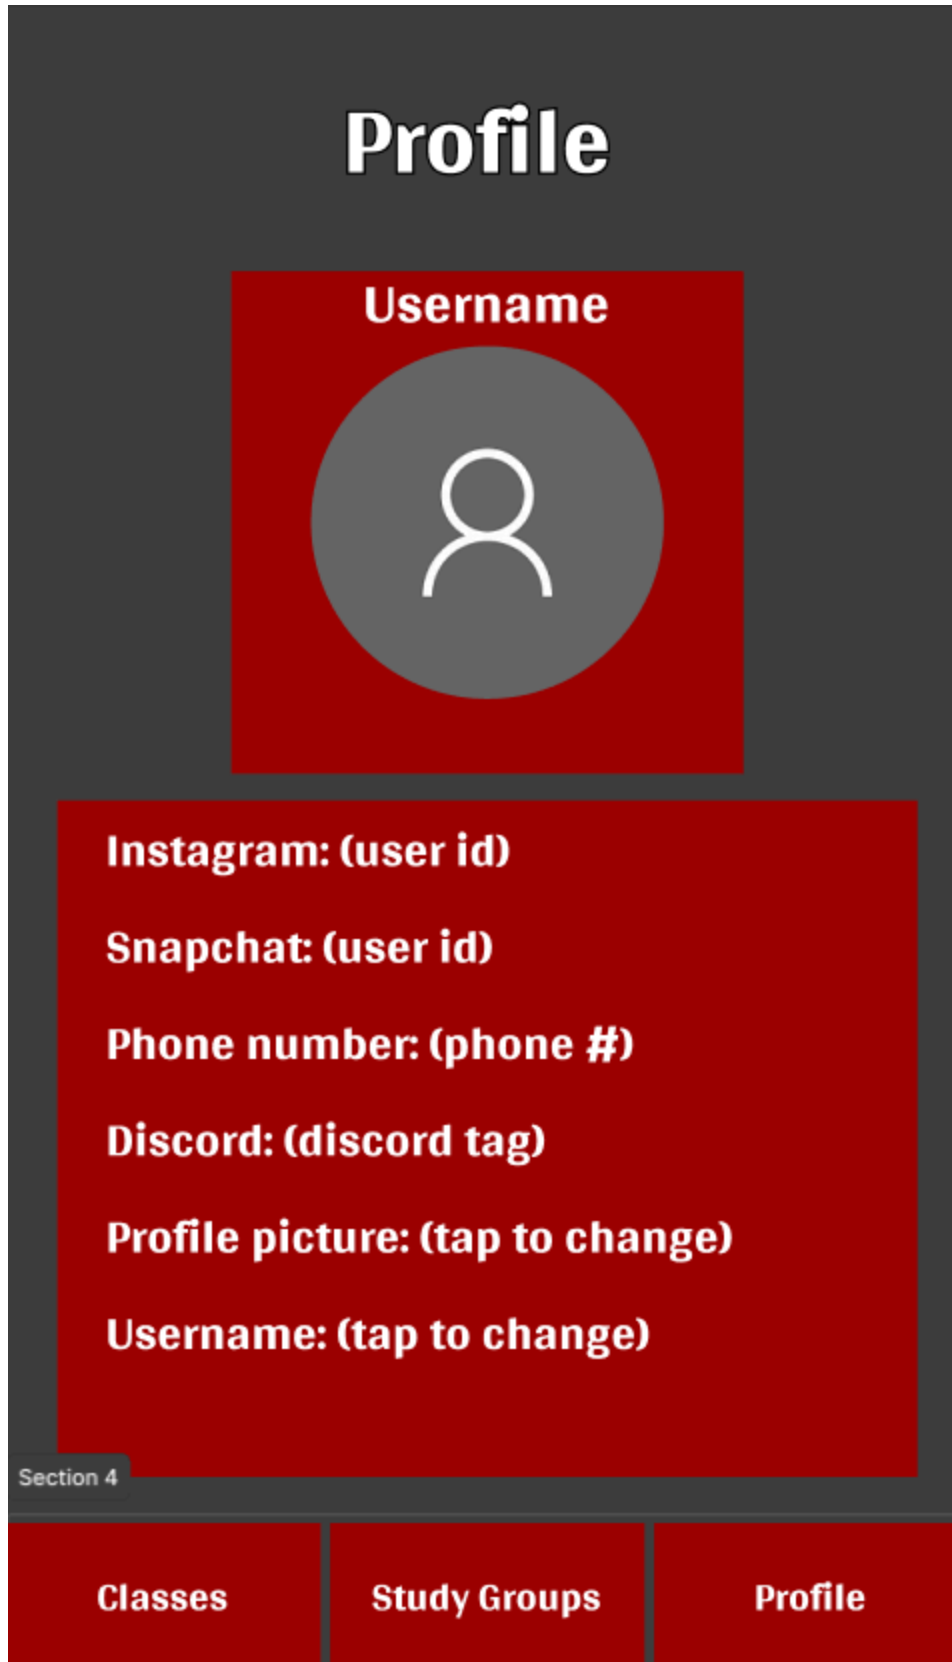 Profile
Username
Instagram: (user id)
Snapchat: (user id)
Phone number: (phone #)
Discord: (discord tag)
Profile picture: (tap to change)
Username: (tap to change)
Section 4
Classes
Study Groups
Profile